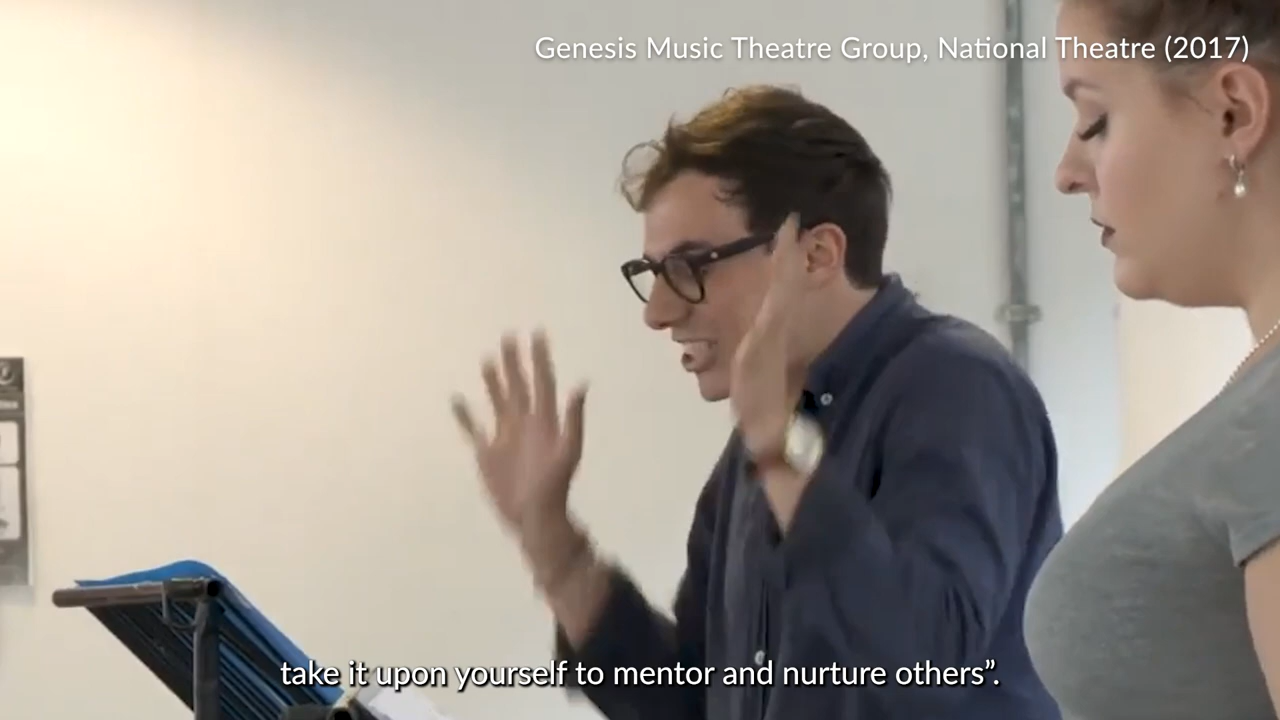 Genesis Music Theatre Group, National Theatre (2017)
take it upon yourself to mentor and nurture others”.